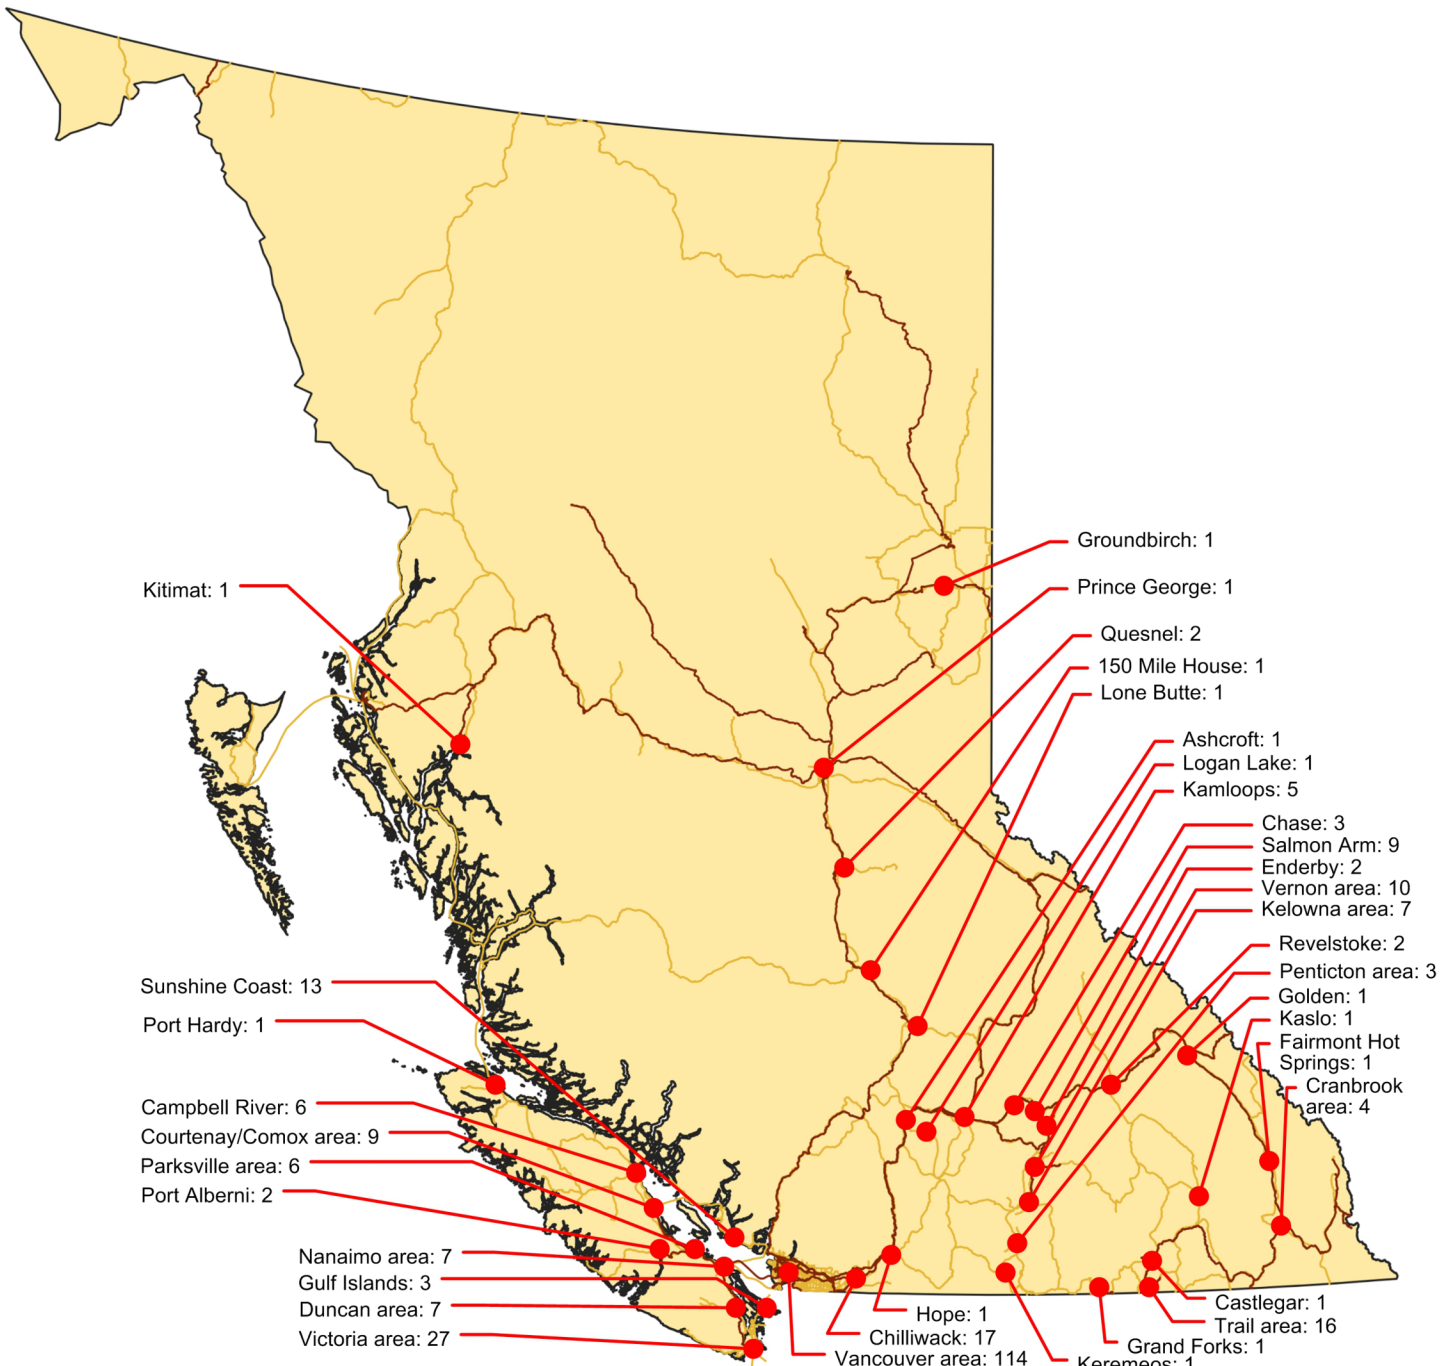 Groundbirch: 1
Kitimat: 1
Prince George: 1
Quesnel: 2
150 Mile House: 1
Lone Butte: 1
Ashcroft: 1
Logan Lake: 1
Kamloops: 5
Chase: 3
Salmon Arm: 9
Enderby: 2
Vernon area: 10
Kelowna area: 7
Revelstoke: 2
Penticton area: 3
Golden: 1
Kaslo: 1
Fairmont Hot
Springs: 1
Cranbrook
area: 4
Sunshine Coast: 13
Port Hardy: 1
Campbell River: 6
Courtenay/Comox area: 9
Parksville area: 6
Port Alberni: 2
Nanaimo area: 7
Gulf Islands: 3
Duncan area: 7
Victoria area: 27
Hope: 1
Chilliwack: 17
Vancouver area: 114
Castlegar: 1
Trail area: 16
Grand Forks: 1
Keremeos: 1